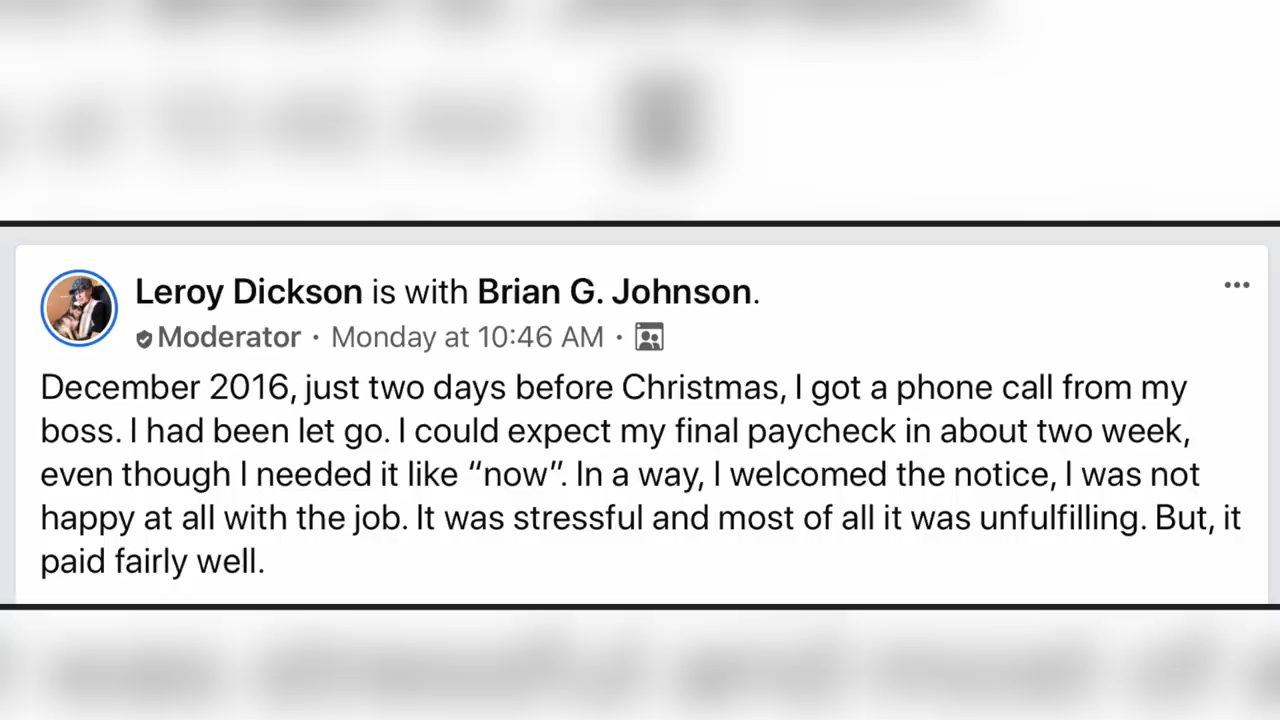 Leroy Dickson is with Brian G. Johnson.
Moderator · Monday at 10:46 AM ·
December 2016, just two days before Christmas, I got a phone call from my
boss. I had been let go. I could expect my final paycheck in about two week,
even though I needed it like “now”. In a way, I welcomed the notice, I was not
happy at all with the job. It was stressful and most of all it was unfulfilling. But, it
paid fairly well.